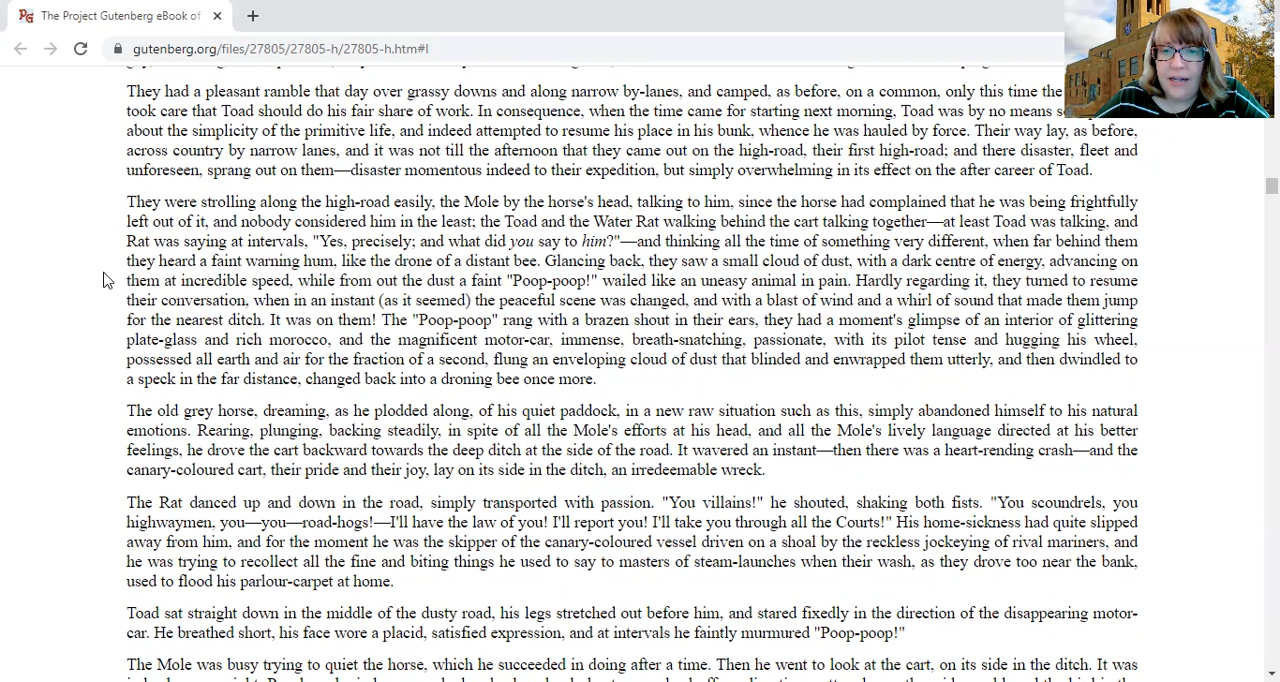 The Project Gutenberg eBook of
gutenberg.org/files/27805/27805-h/27805-h.htm#I
They had a pleasant ramble that day over grassy downs and along narrow by-lanes, and camped, as before, on a common, only this time the
took care that Toad should do his fair share of work. In consequence, when the time came for starting next morning, Toad was by no means
about the simplicity of the primitive life, and indeed attempted to resume his place in his bunk, whence he was hauled by force. Their way lay, as before,
across country by narrow lanes, and it was not till the afternoon that they came out on the high-road, their first high-road; and there disaster, fleet and
unforeseen, sprang out on them—disaster momentous indeed to their expedition, but simply overwhelming in its effect on the after career of Toad.
They were strolling along the high-road easily, the Mole by the horse's head, talking to him, since the horse had complained that he was being frightfully
left out of it, and nobody considered him in the least; the Toad and the Water Rat walking behind the cart talking together—at least Toad was talking, and
Rat was saying at intervals, "Yes, precisely; and what did you say to him?"—and thinking all the time of something very different, when far behind them
they heard a faint warning hum, like the drone of a distant bee. Glancing back, they saw a small cloud of dust, with a dark centre of energy, advancing on
them at incredible speed, while from out the dust a faint "Poop-poop!" wailed like an uneasy animal in pain. Hardly regarding it, they turned to resume
their conversation, when in an instant (as it seemed) the peaceful scene was changed, and with a blast of wind and a whirl of sound that made them jump
for the nearest ditch. It was on them! The "Poop-poop" rang with a brazen shout in their ears, they had a moment's glimpse of an interior of glittering
plate-glass and rich morocco, and the magnificent motor-car, immense, breath-snatching, passionate, with its pilot tense and hugging his wheel,
possessed all earth and air for the fraction of a second, flung an enveloping cloud of dust that blinded and enwrapped them utterly, and then dwindled to
a speck in the far distance, changed back into a droning bee once more.
The old grey horse, dreaming, as he plodded along, of his quiet paddock, in a new raw situation such as this, simply abandoned himself to his natural
emotions. Rearing, plunging, backing steadily, in spite of all the Mole's efforts at his head, and all the Mole's lively language directed at his better
feelings, he drove the cart backward towards the deep ditch at the side of the road. It wavered an instant—then there was a heart-rending crash—and the
canary-coloured cart, their pride and their joy, lay on its side in the ditch, an irredeemable wreck.
The Rat danced up and down in the road, simply transported with passion. "You villains!" he shouted, shaking both fists. "You scoundrels, you
highwaymen, you—you—road-hogs!—I'll have the law of you! I'll report you! I'll take you through all the Courts!" His home-sickness had quite slipped
away from him, and for the moment he was the skipper of the canary-coloured vessel driven on a shoal by the reckless jockeying of rival mariners, and
he was trying to recollect all the fine and biting things he used to say to masters of steam-launches when their wash, as they drove too near the bank,
used to flood his parlour-carpet at home.
Toad sat straight down in the middle of the dusty road, his legs stretched out before him, and stared fixedly in the direction of the disappearing motor-
car. He breathed short, his face wore a placid, satisfied expression, and at intervals he faintly murmured "Poop-poop!"
The Mole was busy trying to quiet the horse, which he succeeded in doing after a time. Then he went to look at the cart, on its side in the ditch. It was